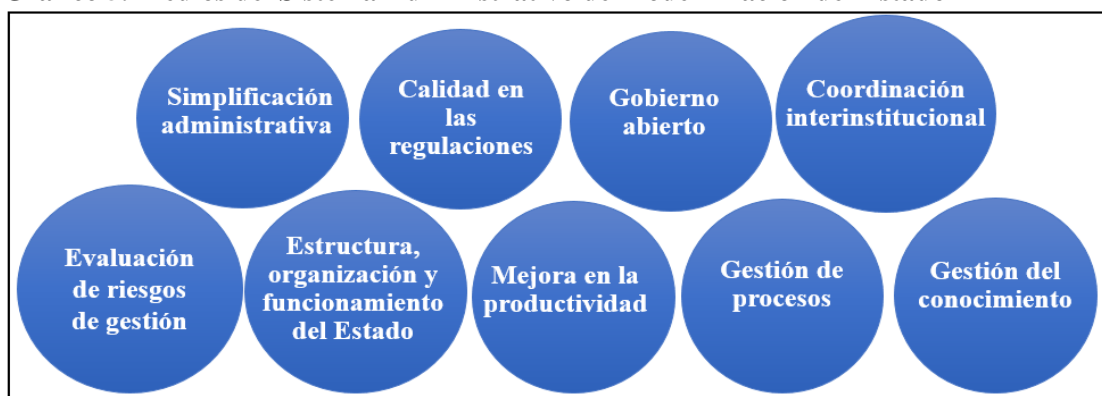 Simplificación
administrativa
Calidad en
las
regulaciones
Gobierno
abierto
Coordinación
interinstitucional
Evaluación
de riesgos
de gestión
Estructura,
organización y
funcionamiento
del Estado
Mejora en la
productividad
Gestión de
procesos
Gestión del
conocimiento